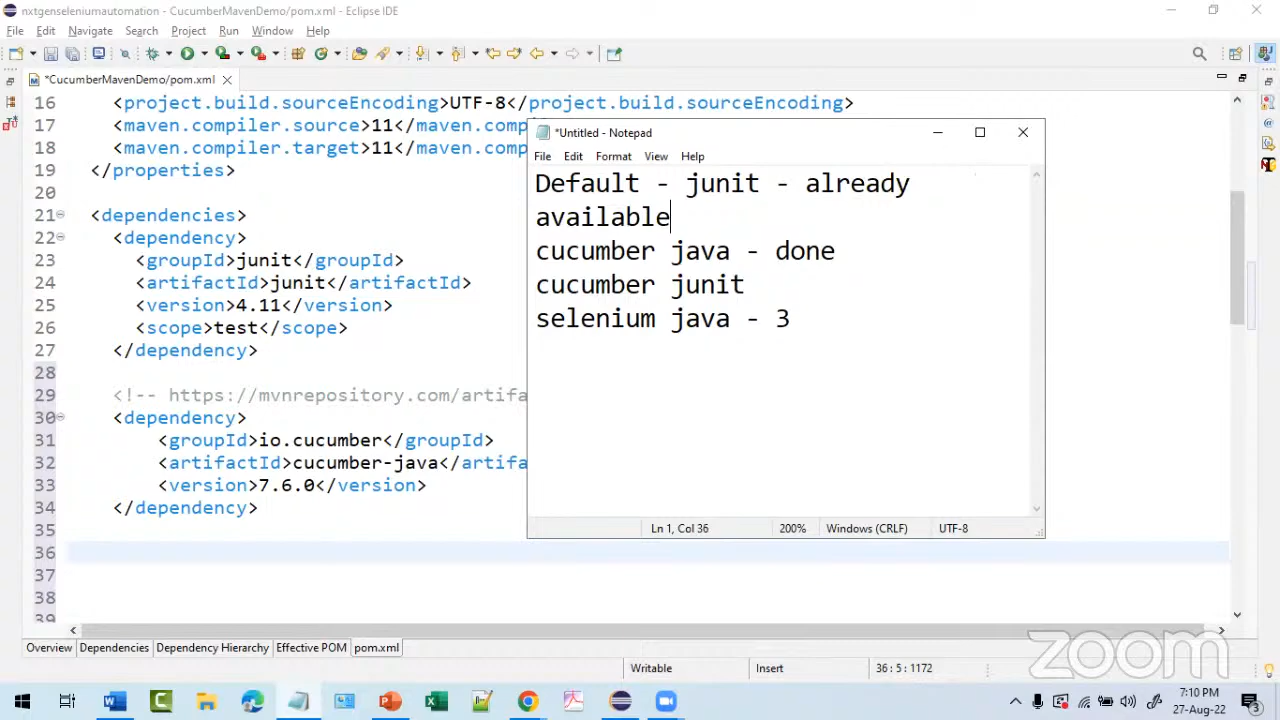 nxtgenseleniumautomation - CucumberMavenDemo/pom.xml - Eclipse IDE
File Edit Navigate Search Project Run Window Help
*CucumberMavenDemo/pom.xml
16 <project.build.sourceEncoding>UTF-8</project.build.sourceEncoding>
17 <maven.compiler.source>11</maven.comp
18 <maven.compiler.target>11</maven.comp
19 </properties>
20
21 <dependencies>
22 <dependency>
23 <groupId>junit</groupId>
24 <artifactId>junit</artifactId>
25 <version>4.11</version>
26 <scope>test</scope>
27 </dependency>
28
29 <!-- https://mvnrepository.com/artifa
30 <dependency>
31 <groupId>io.cucumber</groupId>
32 <artifactId>cucumber-java</artifa
33 <version>7.6.0</version>
34 </dependency>
35
36
37
38
39
*Untitled - Notepad
File Edit Format View Help
Default - junit - already
available
cucumber java - done
cucumber junit
selenium java - 3
Ln 1, Col 36 200% Windows (CRLF) UTF-8
Overview Dependencies Dependency Hierarchy Effective POM pom.xml
Writable Insert 36 : 5 : 1172
zoom
7:10 PM
27-Aug-22
3